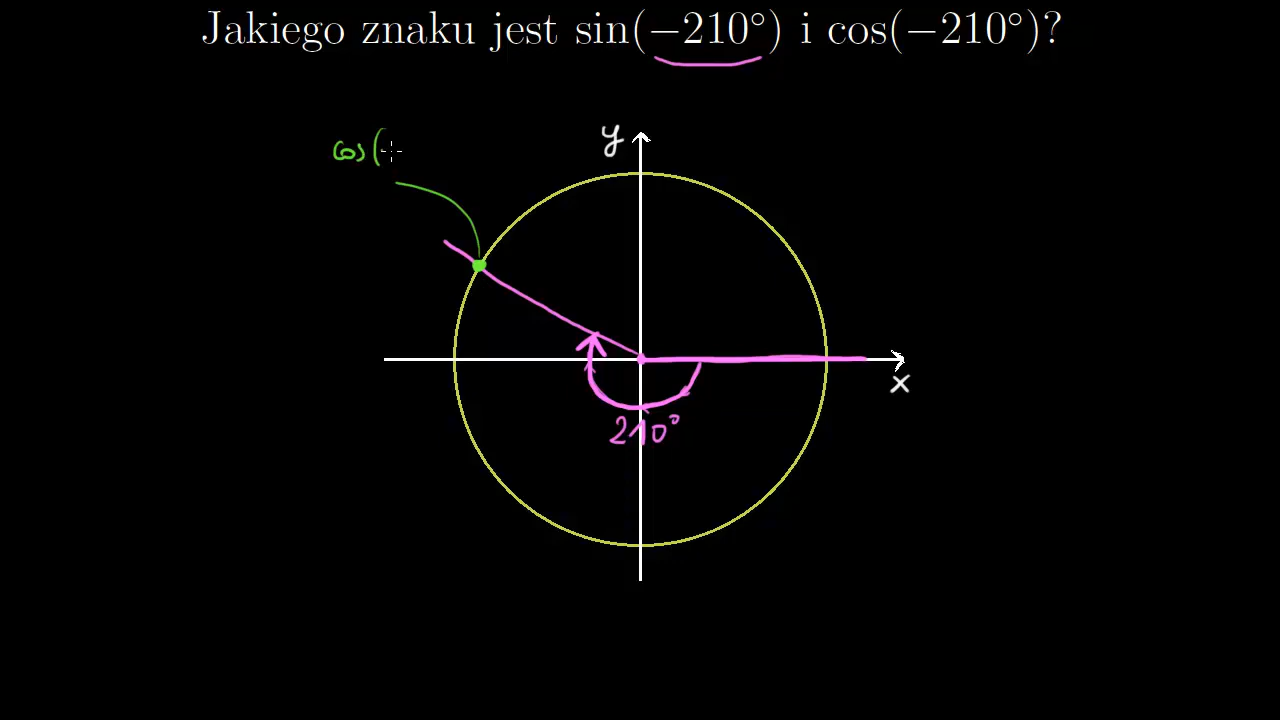 Jakiego znaku jest sin(−210°) i cos(−210°)?
y
cos(
x
210°